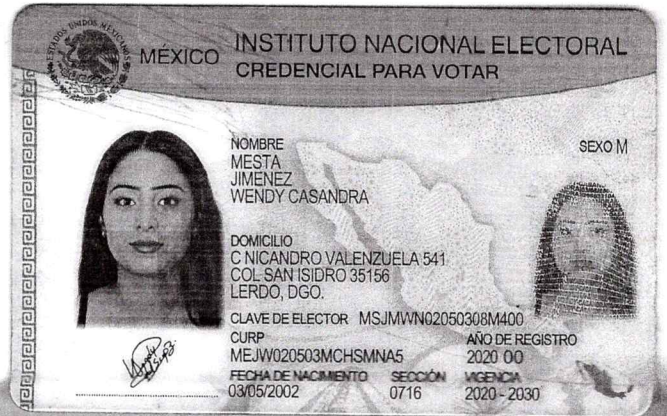 ESTADOS UNIDOS MEXICANOS
MÉXICO
INSTITUTO NACIONAL ELECTORAL
CREDENCIAL PARA VOTAR
NOMBRE
MESTA
JIMENEZ
WENDY CASANDRA
SEXO M
DOMICILIO
C NICANDRO VALENZUELA 541
COL SAN ISIDRO 35156
LERDO, DGO.
CLAVE DE ELECTOR MSJMWN02050308M400
CURP
MEJW020503MCHSMNA5
AÑO DE REGISTRO
2020 00
FECHA DE NACIMIENTO
03/05/2002
SECCIÓN
0716
VIGENCIA
2020 - 2030